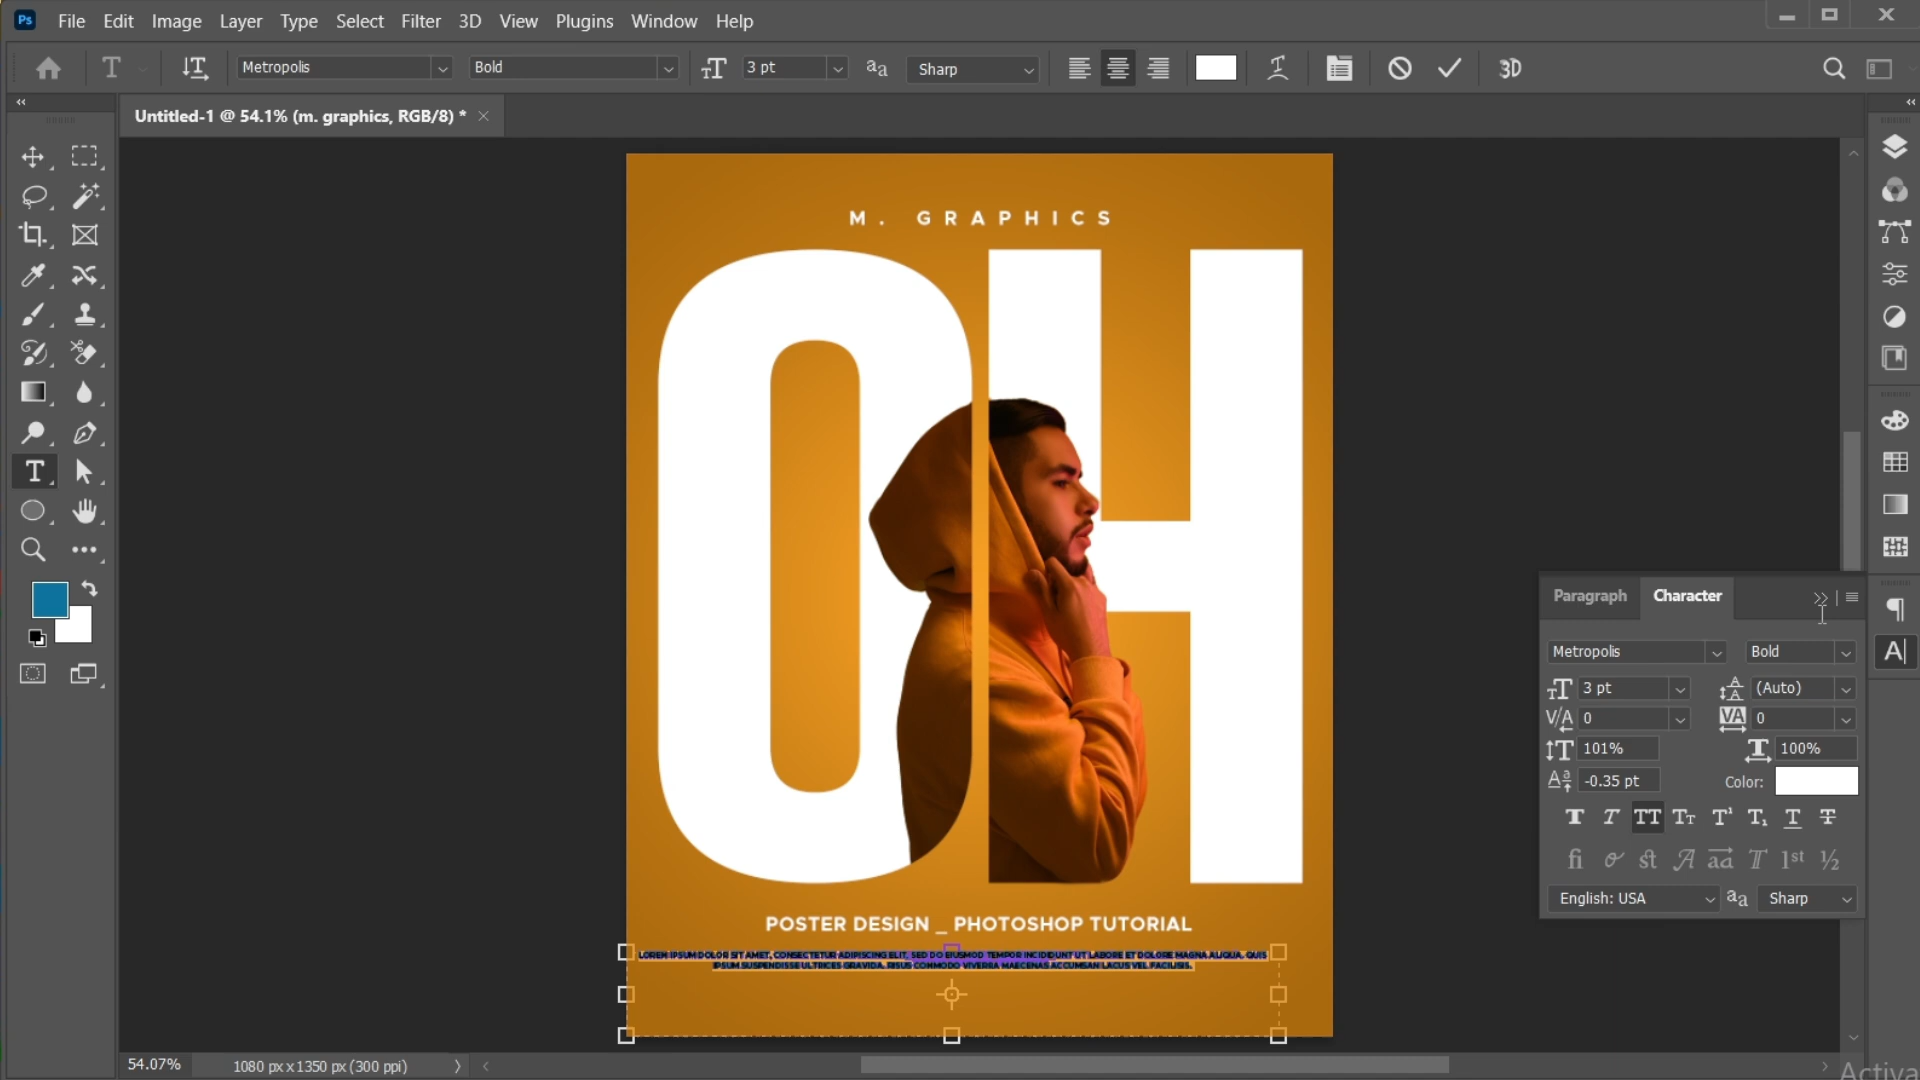 Ps File Edit Image Layer Type Select Filter 3D View Plugins Window Help
Metropolis Bold 3 pt Sharp 3D
Untitled-1 @ 54.1% (m. graphics, RGB/8) *
M. GRAPHICS
OH
POSTER DESIGN _ PHOTOSHOP TUTORIAL
LOREM IPSUM DOLOR SIT AMET, CONSECTETUR ADIPISCING ELIT, SED DO EIUSMOD TEMPOR INCIDIDUNT UT LABORE ET DOLORE MAGNA ALIQUA. QUIS
IPSUM SUSPENDISSE ULTRICES GRAVIDA. RISUS COMMODO VIVERRA MAECENAS ACCUMSAN LACUS VEL FACILISIS.
Paragraph Character
Metropolis Bold
3 pt (Auto)
0 0
101% 100%
-0.35 pt Color:
English: USA Sharp
54.07% 1080 px x 1350 px (300 ppi)
Activa